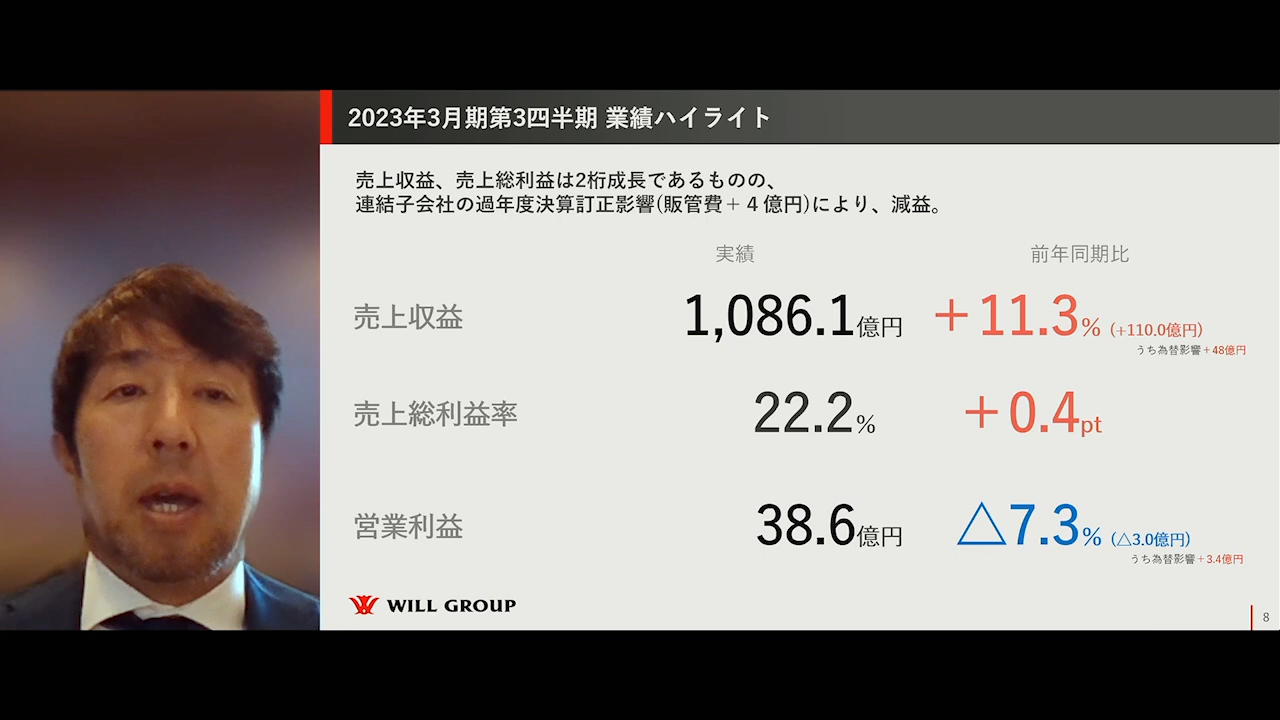 2023年3月期第3四半期 業績ハイライト
売上収益、売上総利益は2桁成長であるものの、
連結子会社の過年度決算訂正影響(販管費＋４億円)により、減益。
実績 前年同期比
売上収益 1,086.1億円 ＋11.3% (+110.0億円)
うち為替影響＋48億円
売上総利益率 22.2% ＋0.4pt
営業利益 38.6億円 △7.3% (△3.0億円)
うち為替影響＋3.4億円
WILL GROUP
8